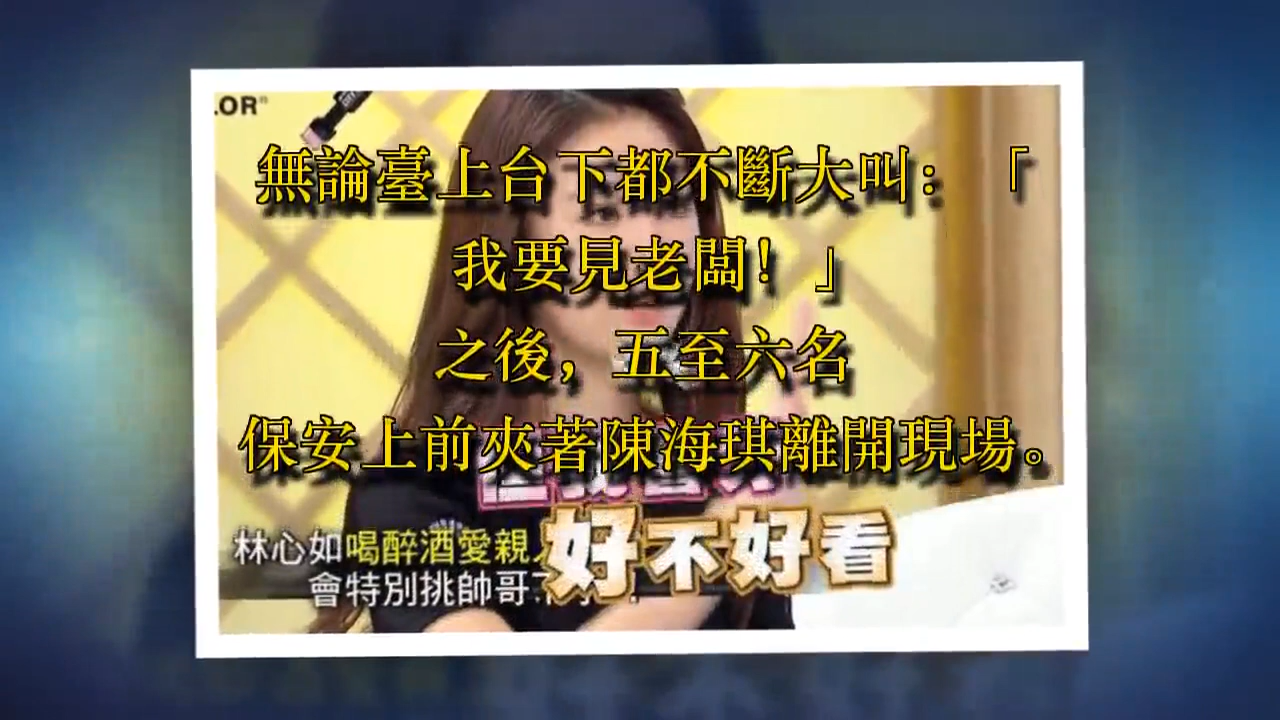 .OR
無論臺上台下都不斷大叫：「
我要見老闆！」
之後，五至六名
保安上前夾著陳海琪離開現場。
好不好看
林心如喝醉酒愛親
會特別挑帥哥